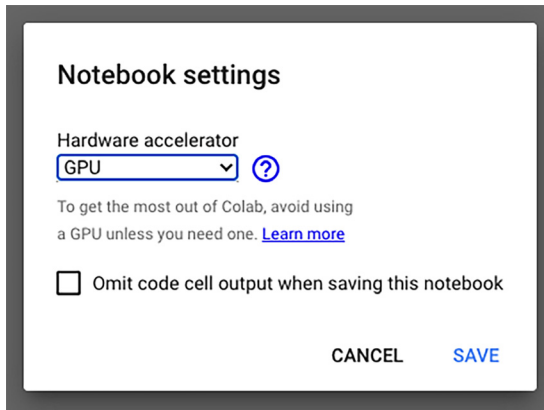 Notebook settings
Hardware accelerator
GPU
?
To get the most out of Colab, avoid using
a GPU unless you need one. Learn more
Omit code cell output when saving this notebook
CANCEL SAVE